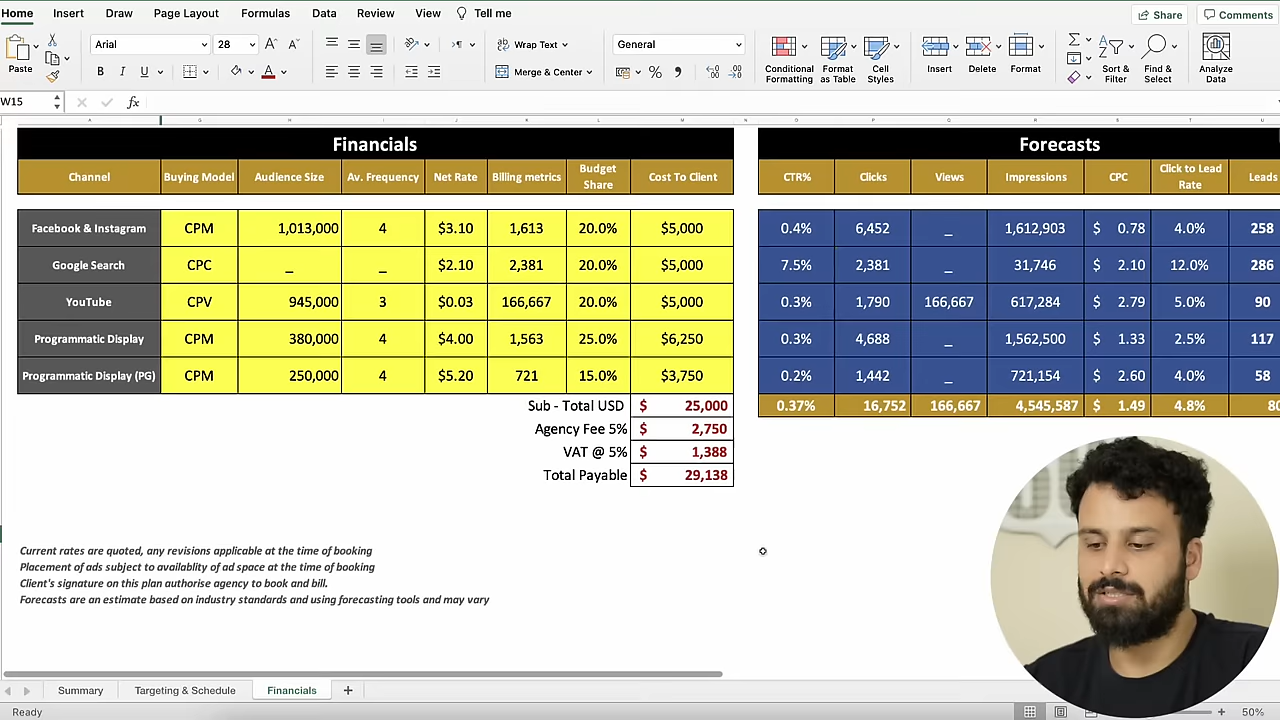 Home Insert Draw Page Layout Formulas Data Review View Tell me Share Comments
Paste Arial 28 Wrap Text General
B I U Merge & Center Conditional Formatting Format as Table Cell Styles Insert Delete Format Sort & Filter Find & Select Analyze Data
W15 fx
Financials Forecasts
Channel Buying Model Audience Size Av. Frequency Net Rate Billing metrics Budget Share Cost To Client CTR% Clicks Views Impressions CPC Click to Lead Rate Leads
Facebook & Instagram CPM 1,013,000 4 $3.10 1,613 20.0% $5,000 0.4% 6,452 _ 1,612,903 $ 0.78 4.0% 258
Google Search CPC _ _ $2.10 2,381 20.0% $5,000 7.5% 2,381 _ 31,746 $ 2.10 12.0% 286
YouTube CPV 945,000 3 $0.03 166,667 20.0% $5,000 0.3% 1,790 166,667 617,284 $ 2.79 5.0% 90
Programmatic Display CPM 380,000 4 $4.00 1,563 25.0% $6,250 0.3% 4,688 _ 1,562,500 $ 1.33 2.5% 117
Programmatic Display (PG) CPM 250,000 4 $5.20 721 15.0% $3,750 0.2% 1,442 _ 721,154 $ 2.60 4.0% 58
Sub - Total USD $ 25,000 0.37% 16,752 166,667 4,545,587 $ 1.49 4.8% 80
Agency Fee 5% $ 2,750
VAT @ 5% $ 1,388
Total Payable $ 29,138
Current rates are quoted, any revisions applicable at the time of booking
Placement of ads subject to availablity of ad space at the time of booking
Client's signature on this plan authorise agency to book and bill.
Forecasts are an estimate based on industry standards and using forecasting tools and may vary
Summary Targeting & Schedule Financials
Ready 50%